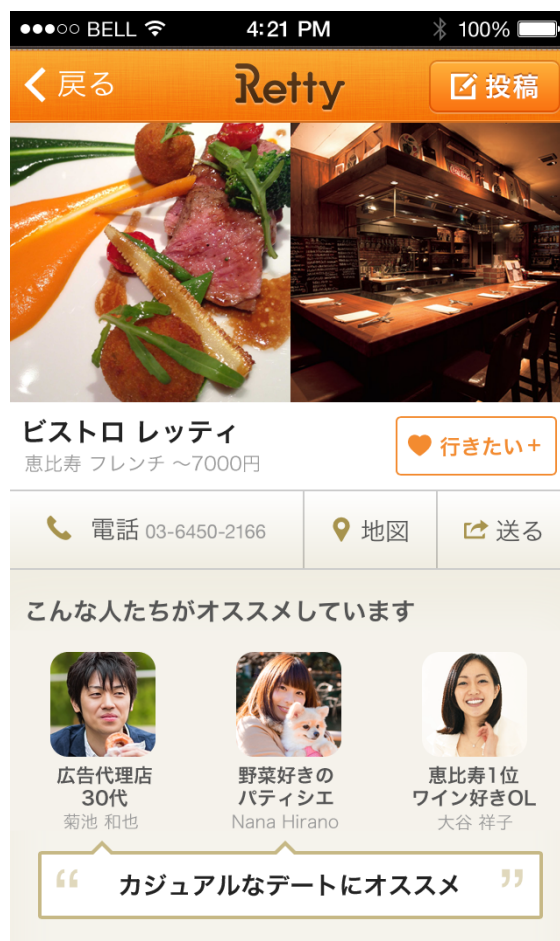 BELL 4:21 PM 100%
戻る Retty 投稿
ビストロ レッティ
恵比寿 フレンチ 〜7000円
行きたい+
電話 03-6450-2166 地図 送る
こんな人たちがオススメしています
広告代理店
30代
菊池 和也
野菜好きの
パティシエ
Nana Hirano
恵比寿1位
ワイン好きOL
大谷 祥子
“ カジュアルなデートにオススメ ”